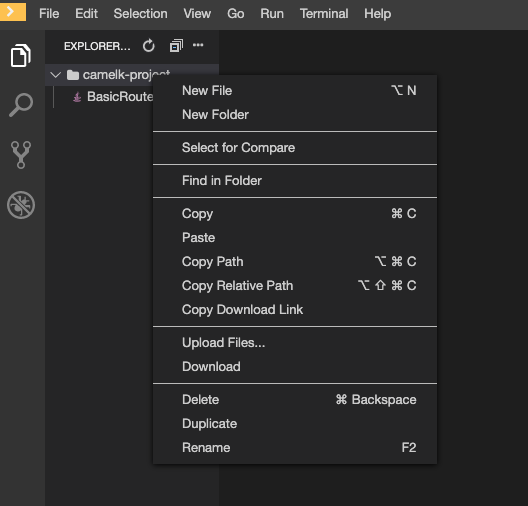 File Edit Selection View Go Run Terminal Help
EXPLORER...
camelk-project
BasicRoute
New File ⌥ N
New Folder
Select for Compare
Find in Folder
Copy ⌘ C
Paste
Copy Path ⌥ ⌘ C
Copy Relative Path ⌥ ⇧ ⌘ C
Copy Download Link
Upload Files...
Download
Delete ⌘ Backspace
Duplicate
Rename F2